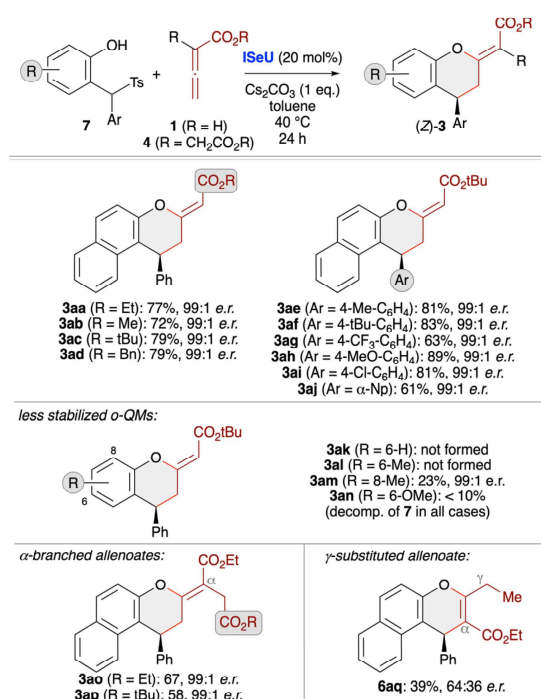 R
OH
Ts
Ar
7
+
R CO₂R
1 (R = H)
4 (R = CH₂CO₂R)
ISeU (20 mol%)
Cs₂CO₃ (1 eq.)
toluene
40 °C
24 h
CO₂R
O
R
R
Ar
(Z)-3
CO₂R
O
Ph
3aa (R = Et): 77%, 99:1 e.r.
3ab (R = Me): 72%, 99:1 e.r.
3ac (R = tBu): 79%, 99:1 e.r.
3ad (R = Bn): 79%, 99:1 e.r.
CO₂tBu
O
Ar
3ae (Ar = 4-Me-C₆H₄): 81%, 99:1 e.r.
3af (Ar = 4-tBu-C₆H₄): 83%, 99:1 e.r.
3ag (Ar = 4-CF₃-C₆H₄): 63%, 99:1 e.r.
3ah (Ar = 4-MeO-C₆H₄): 89%, 99:1 e.r.
3ai (Ar = 4-Cl-C₆H₄): 81%, 99:1 e.r.
3aj (Ar = α-Np): 61%, 99:1 e.r.
less stabilized o-QMs:
CO₂tBu
8
O
R
6
Ph
3ak (R = 6-H): not formed
3al (R = 6-Me): not formed
3am (R = 8-Me): 23%, 99:1 e.r.
3an (R = 6-OMe): < 10%
(decomp. of 7 in all cases)
α-branched allenoates:
CO₂Et
α
O
CO₂R
Ph
3ao (R = Et): 67, 99:1 e.r.
3ap (R = tBu): 58, 99:1 e.r.
γ-substituted allenoate:
γ
O
Me
α
CO₂Et
Ph
6aq: 39%, 64:36 e.r.